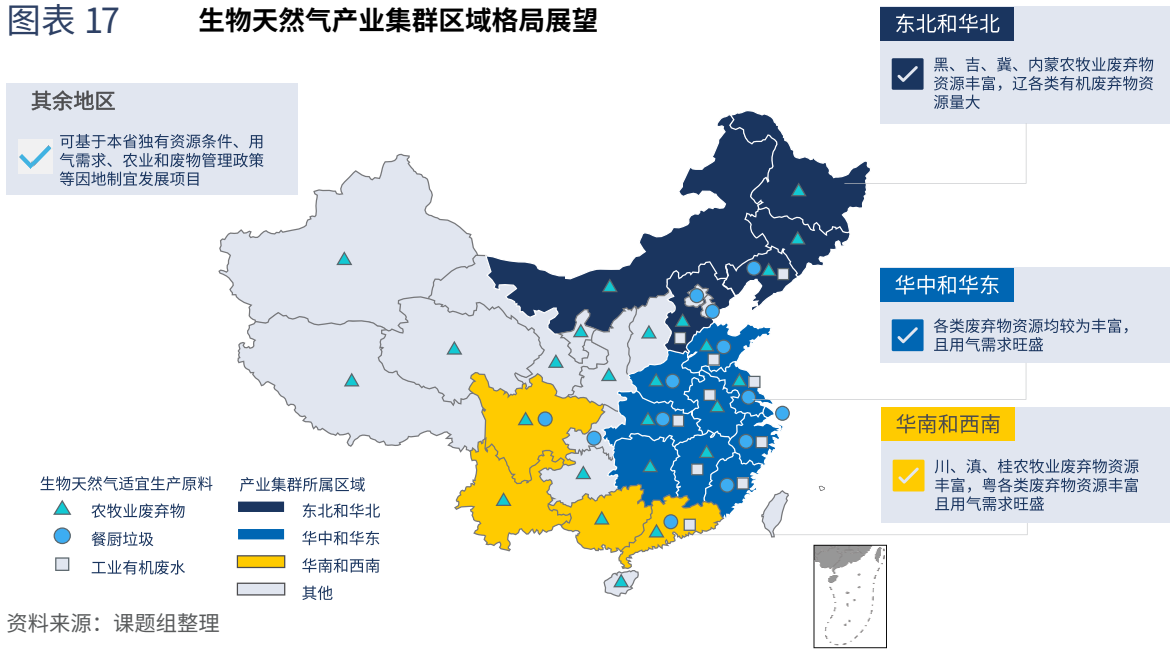 图表 17
生物天然气产业集群区域格局展望
东北和华北
黑、吉、冀、内蒙农牧业废弃物
资源丰富，辽各类有机废弃物资
源量大
其余地区
可基于本省独有资源条件、用
气需求、农业和废物管理政策
等因地制宜发展项目
华中和华东
各类废弃物资源均较为丰富，
且用气需求旺盛
华南和西南
川、滇、桂农牧业废弃物资源
丰富，粤各类废弃物资源丰富
且用气需求旺盛
生物天然气适宜生产原料
农牧业废弃物
餐厨垃圾
工业有机废水
产业集群所属区域
东北和华北
华中和华东
华南和西南
其他
资料来源：课题组整理